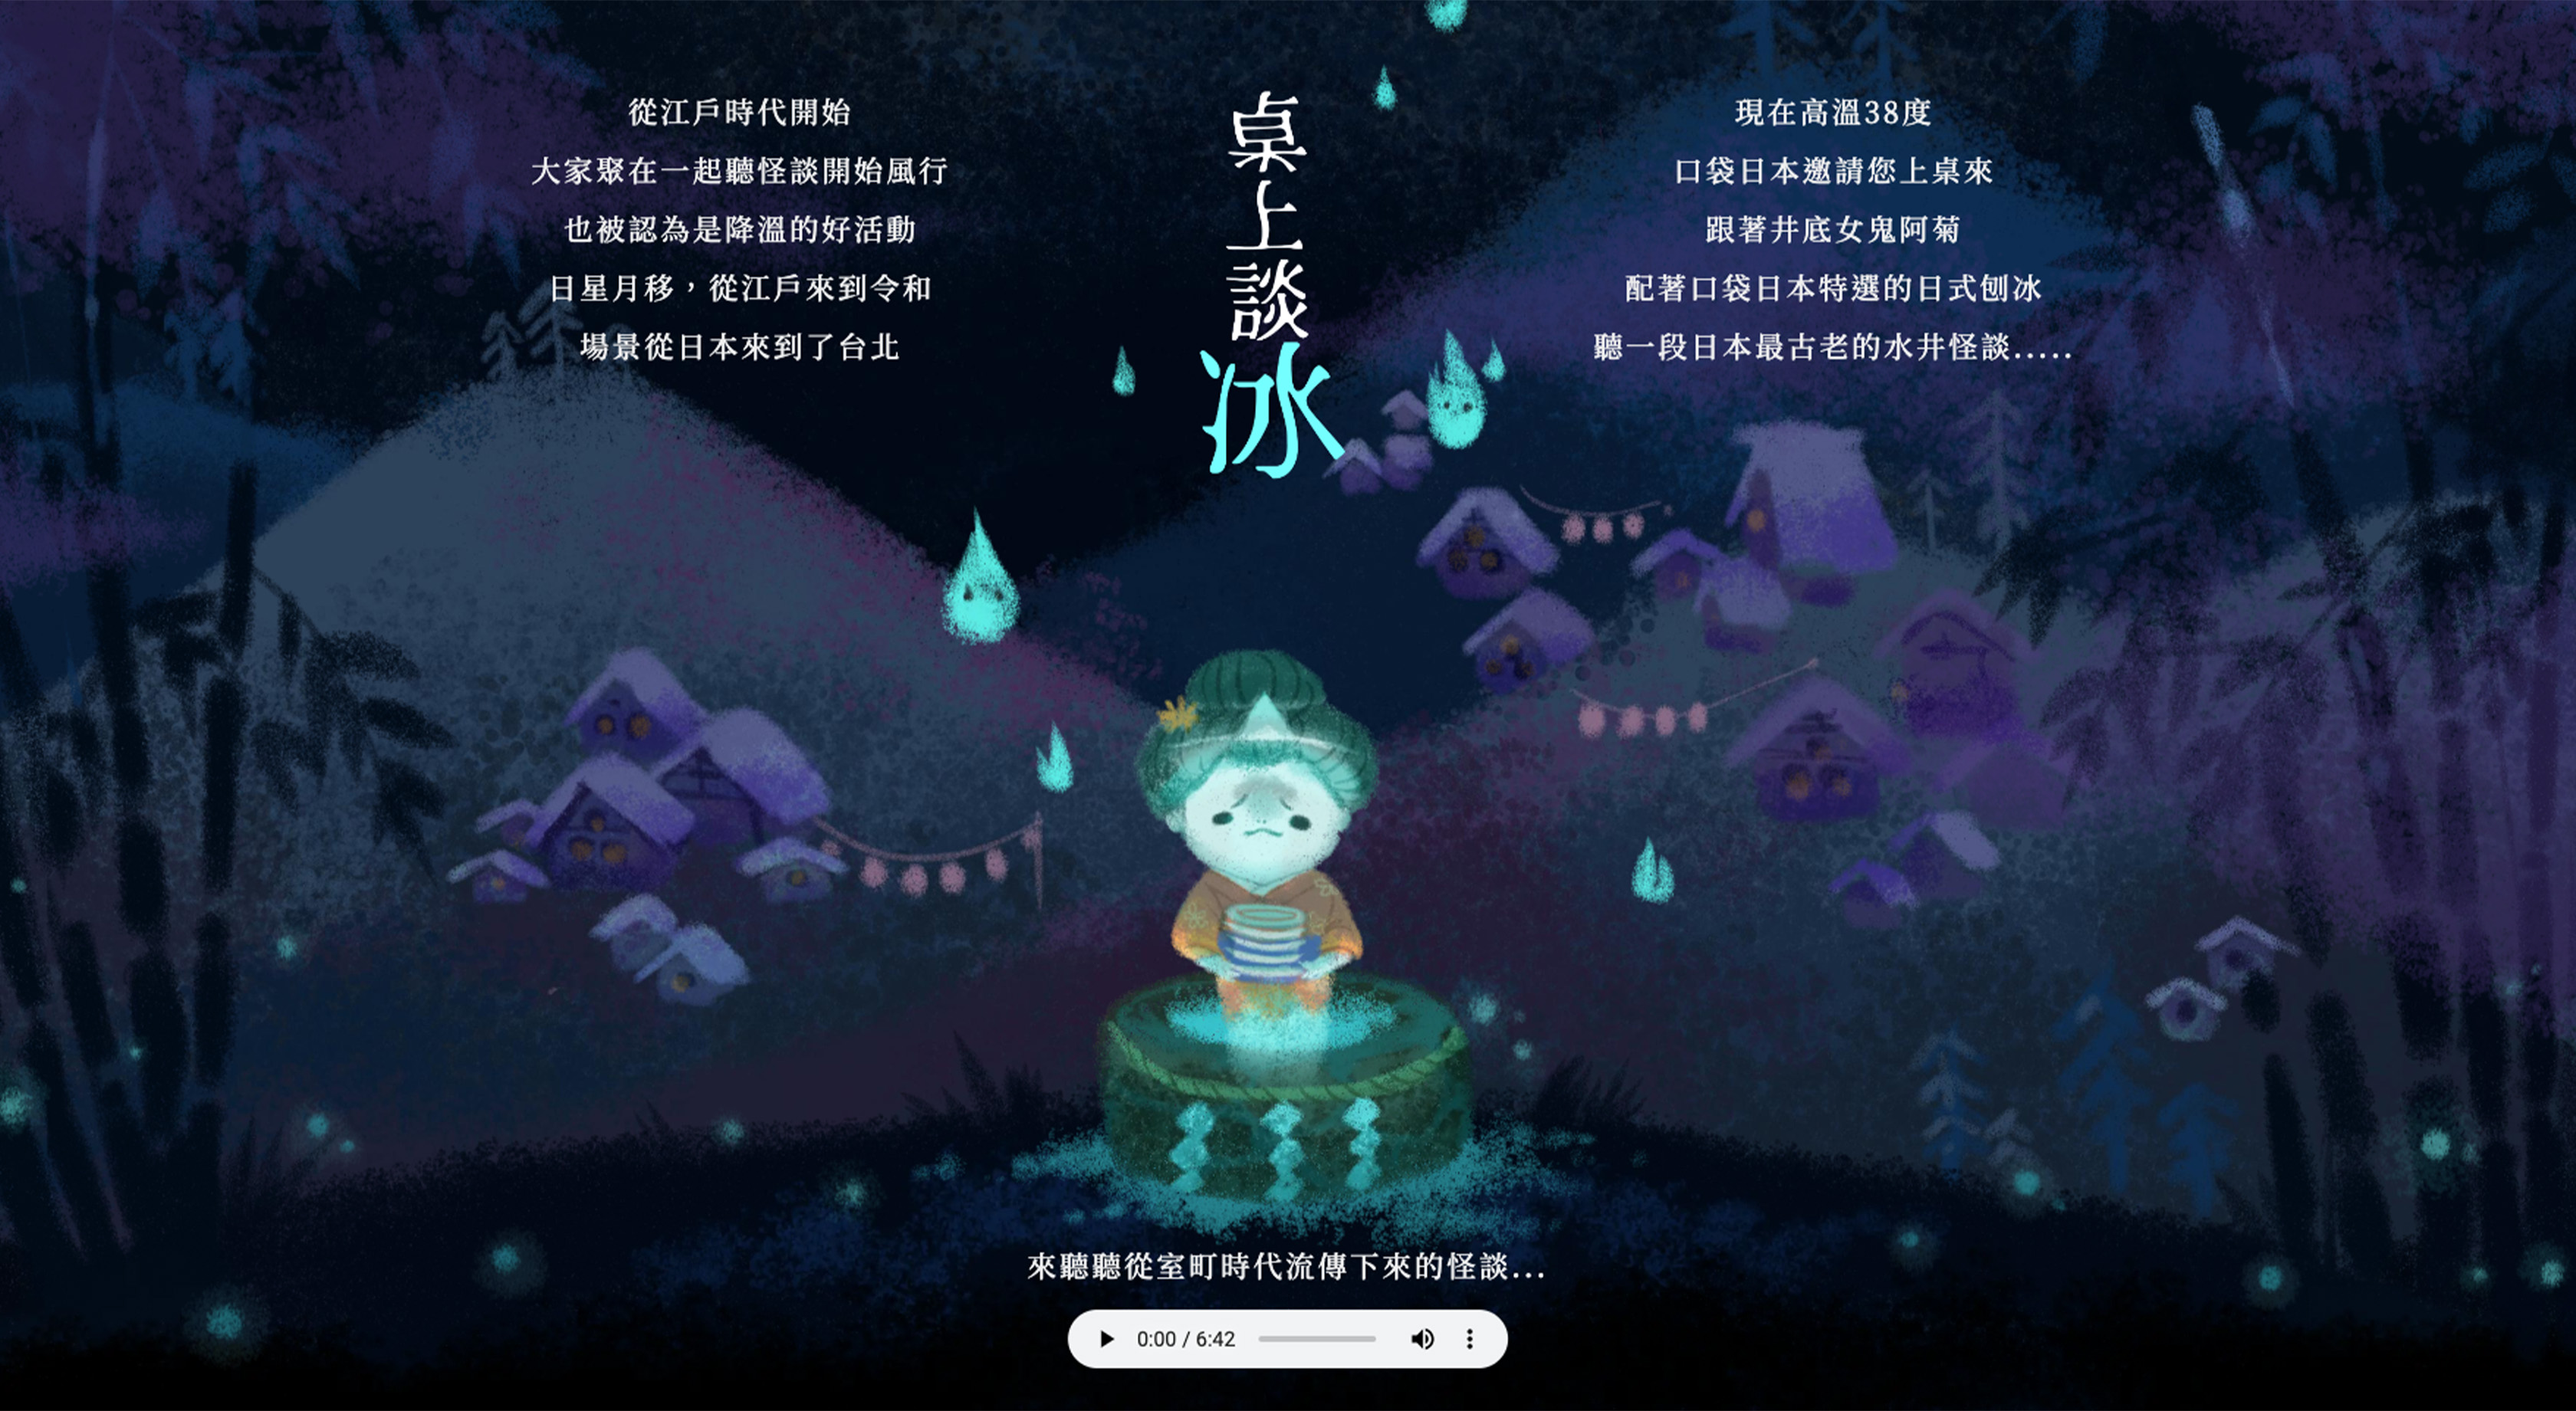 從江戶時代開始
大家聚在一起聽怪談開始風行
也被認為是降溫的好活動
日星月移，從江戶來到令和
場景從日本來到了台北
桌上談冰
現在高溫38度
口袋日本邀請您上桌來
跟著井底女鬼阿菊
配著口袋日本特選的日式刨冰
聽一段日本最古老的水井怪談.....
來聽聽從室町時代流傳下來的怪談...
0:00 / 6:42